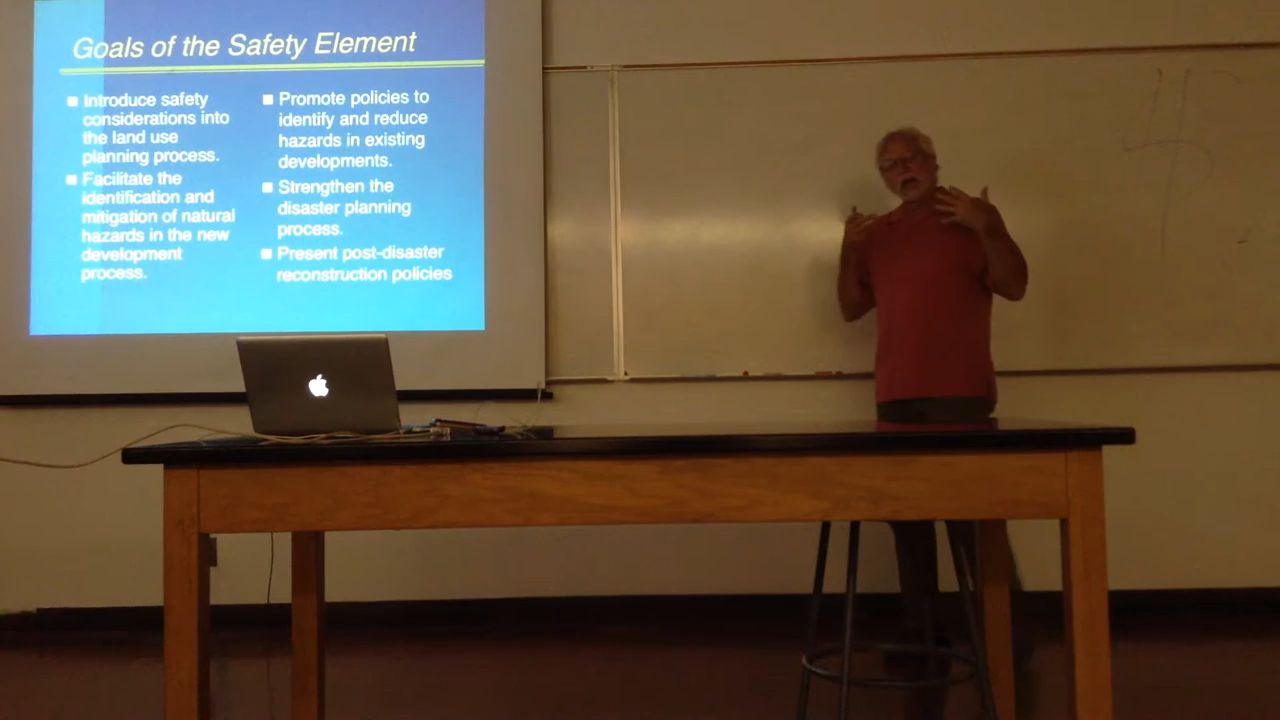 Goals of the Safety Element
Introduce safety
considerations into
the land use
planning process.
Facilitate the
identification and
mitigation of natural
hazards in the new
development
process.
Promote policies to
identify and reduce
hazards in existing
developments.
Strengthen the
disaster planning
process.
Present post-disaster
reconstruction policies